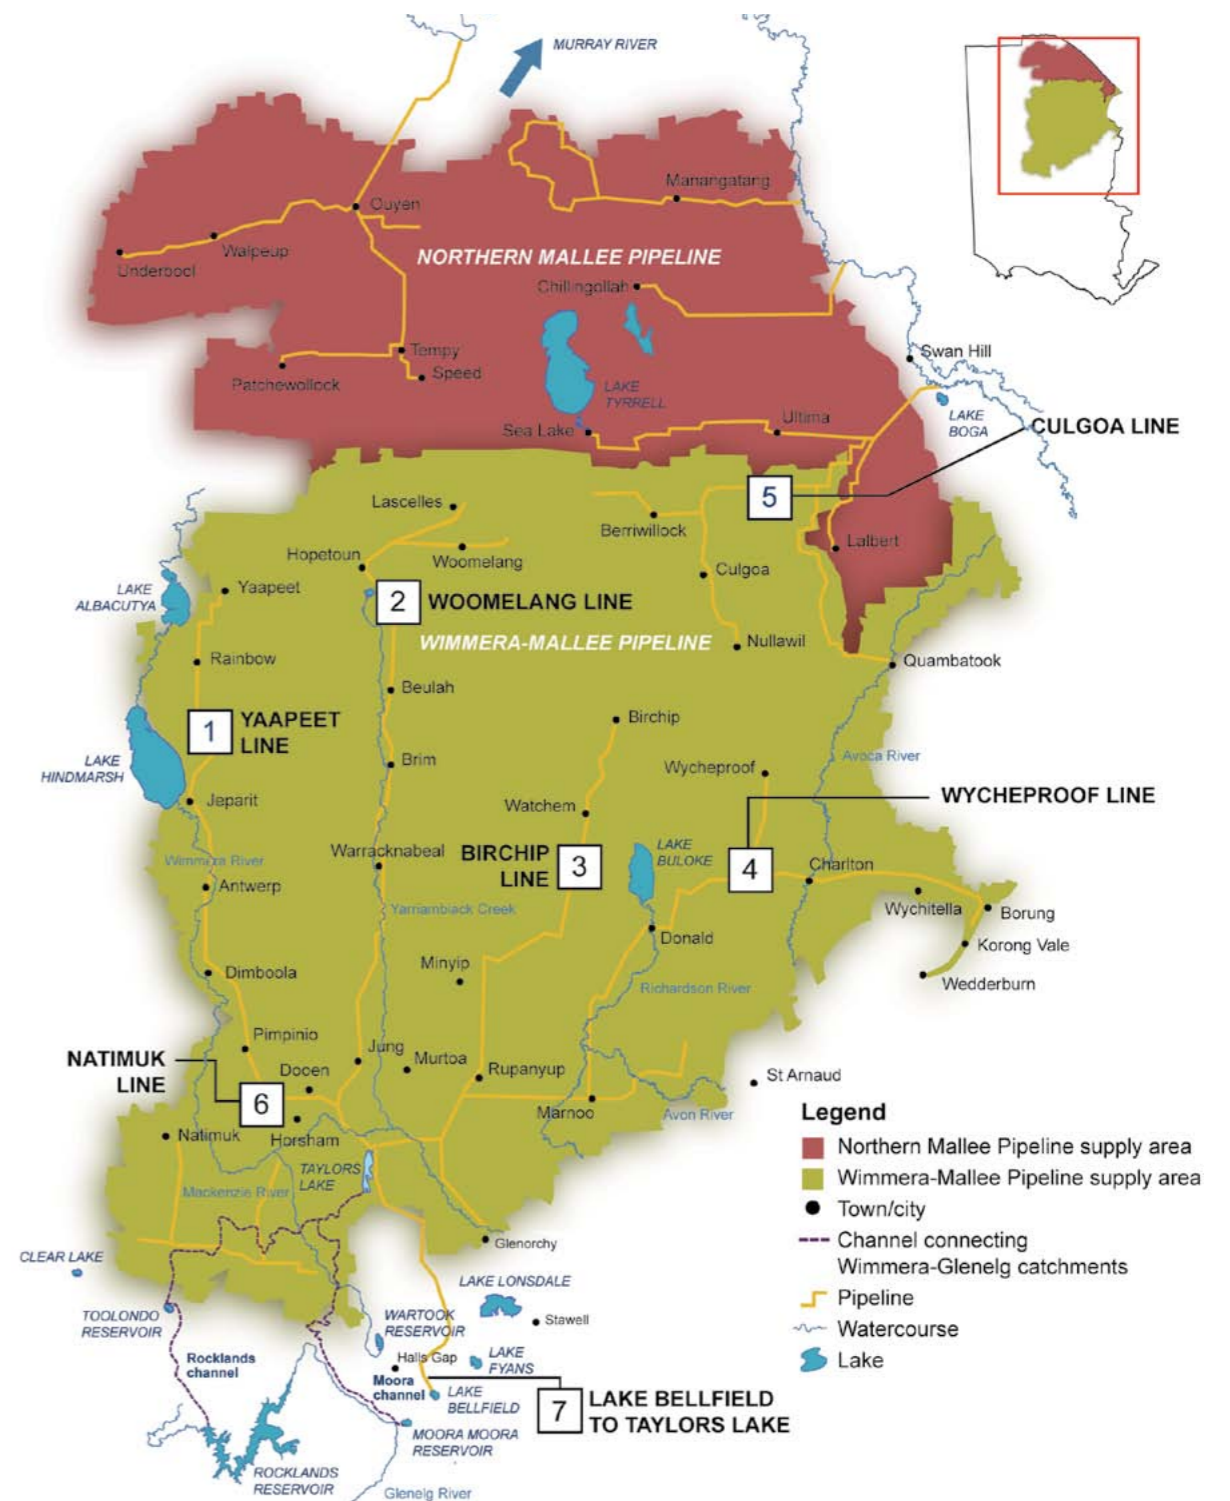 MURRAY RIVER
Manangatang
Ouyen
Walpeup
Underbool
NORTHERN MALLEE PIPELINE
Chillingollah
Swan Hill
Tempy
Speed
Patchewollock
LAKE
TYRRELL
LAKE
BOGA
Sea Lake
Ultima
CULGOA LINE
5
Lascelles
Berriwillock
Lalbert
Hopetoun
Woomelang
Culgoa
LAKE
ALBACUTYA
Yaapeet
2
WOOMELANG LINE
WIMMERA-MALLEE PIPELINE
Nullawil
Rainbow
Quambatook
Beulah
1
YAAPEET
LINE
Birchip
LAKE
HINDMARSH
Brim
Wycheproof
Avoca River
Jeparit
Watchem
WYCHEPROOF LINE
Wimmera River
Warracknabeal
BIRCHIP
LINE
3
LAKE
BULOKE
4
Charlton
Antwerp
Yarriambiack Creek
Wychitella
Borung
Donald
Korong Vale
Dimboola
Minyip
Wedderburn
Richardson River
Pimpinio
NATIMUK
LINE
Jung
Dooen
Murtoa
Rupanyup
St Arnaud
6
Marnoo
Avon River
Natimuk
Horsham
TAYLORS
LAKE
Mackenzie River
Glenorchy
CLEAR LAKE
TOOLONDO
RESERVOIR
LAKE LONSDALE
WARTOOK
RESERVOIR
Stawell
Rocklands
channel
Halls Gap
LAKE
FYANS
Moora
channel
LAKE
BELLFIELD
7
LAKE BELLFIELD
TO TAYLORS LAKE
MOORA MOORA
RESERVOIR
ROCKLANDS
RESERVOIR
Glenelg River
Legend
Northern Mallee Pipeline supply area
Wimmera-Mallee Pipeline supply area
Town/city
Channel connecting
Wimmera-Glenelg catchments
Pipeline
Watercourse
Lake